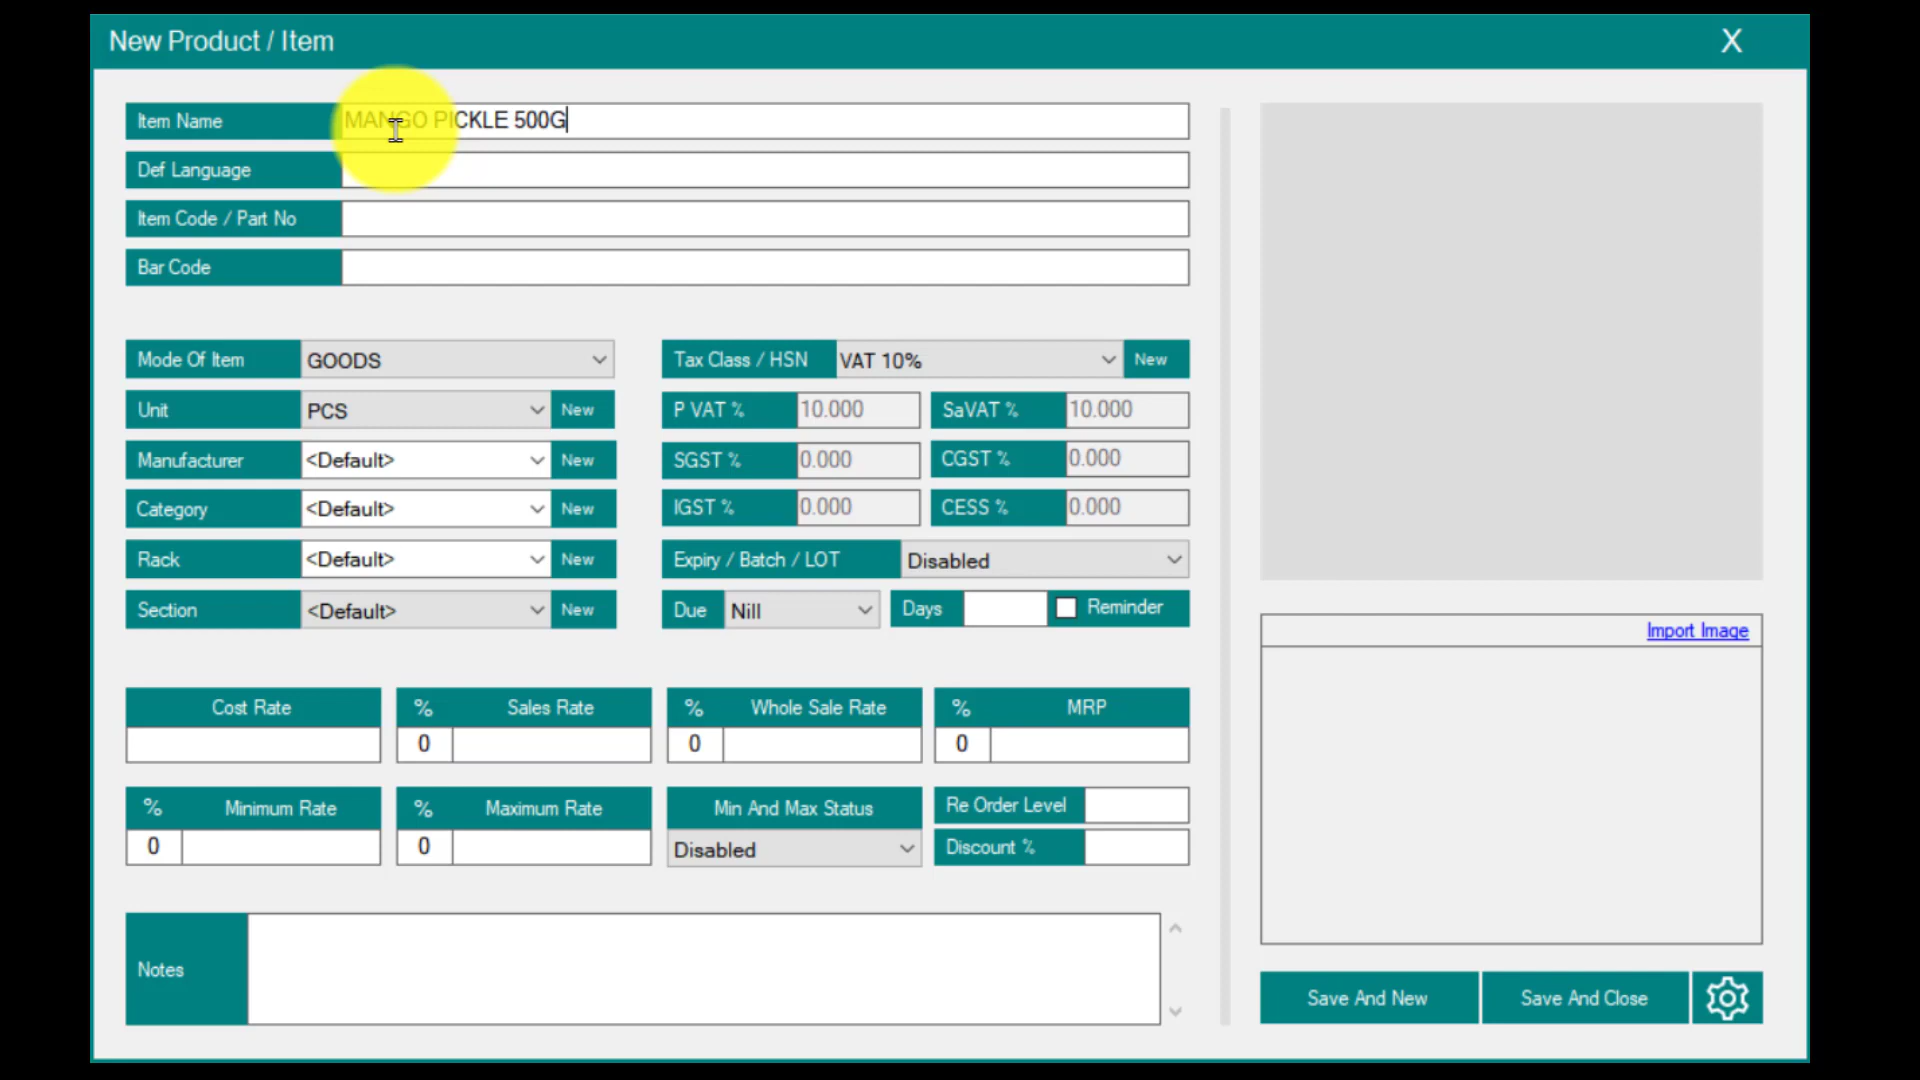 New Product / Item X
Item Name MANGO PICKLE 500G
Def Language
Item Code / Part No
Bar Code
Mode Of Item GOODS Tax Class / HSN VAT 10% New
Unit PCS New P VAT % 10.000 SaVAT % 10.000
Manufacturer <Default> New SGST % 0.000 CGST % 0.000
Category <Default> New IGST % 0.000 CESS % 0.000
Rack <Default> New Expiry / Batch / LOT Disabled
Section <Default> New Due Nill Days Reminder
Import Image
Cost Rate % Sales Rate % Whole Sale Rate % MRP
0 0 0
% Minimum Rate % Maximum Rate Min And Max Status Re Order Level
0 0 Disabled Discount %
Notes
Save And New Save And Close